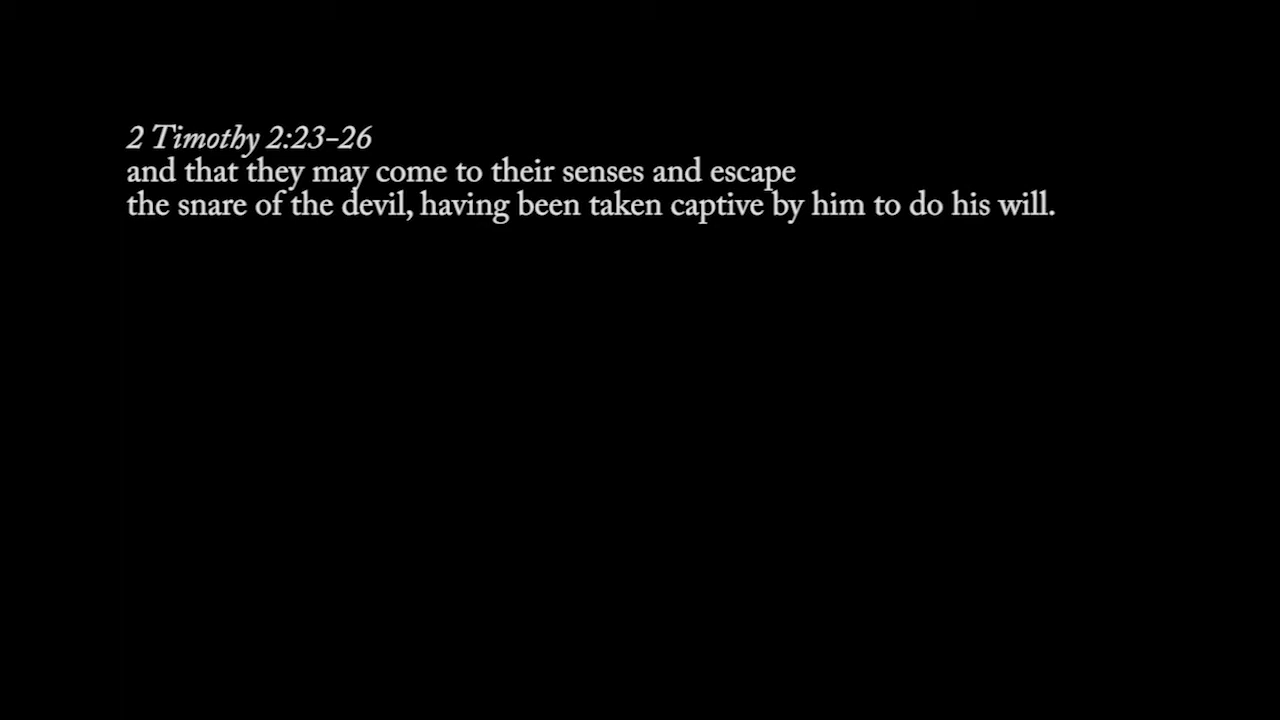 2 Timothy 2:23–26
and that they may come to their senses and escape
the snare of the devil, having been taken captive by him to do his will.